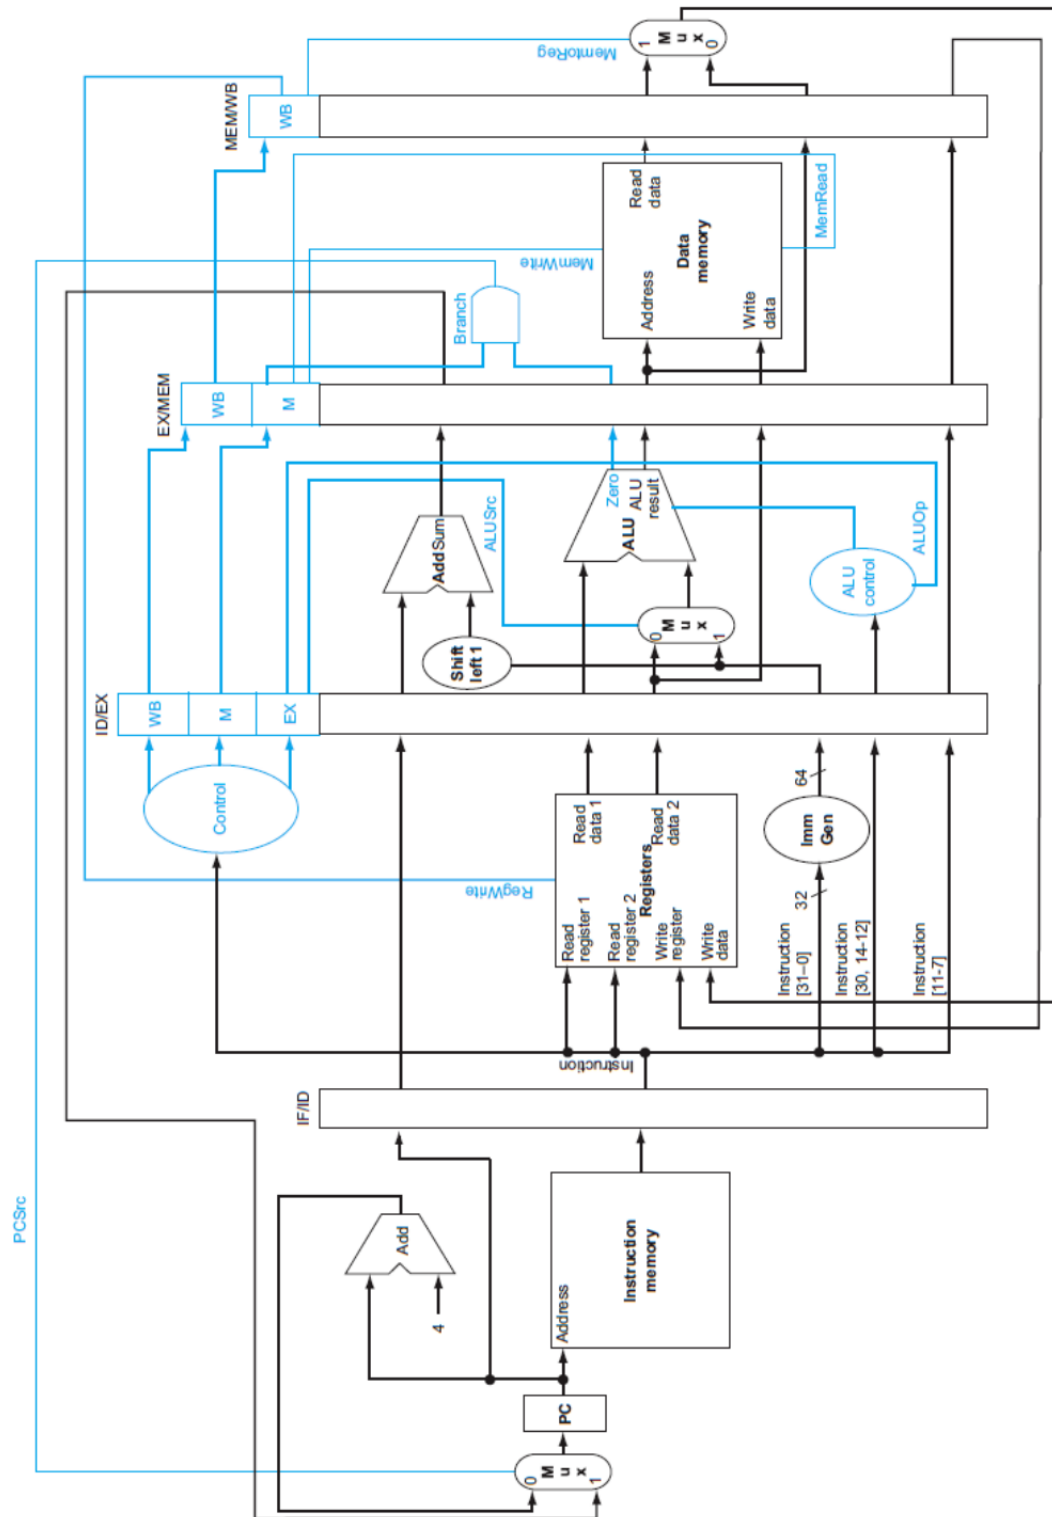 PCSrc
ID/EX
WB
M
EX
Control
EX/MEM
WB
M
MEM/WB
WB
IF/ID
0
M
u
x
1
PC
4
Add
Address
Instruction
memory
Instruction
RegWrite
Read
register 1
Read
register 2
Write
register
Write
data
Registers
Read
data 1
Read
data 2
Instruction
[31–0]
32
Imm
Gen
64
Instruction
[30, 14-12]
Instruction
[11-7]
Shift
left 1
AddSum
ALUSrc
0
M
u
x
1
ALU
Zero
ALU
result
ALU
control
ALUOp
Branch
MemWrite
Address
Write
data
Data
memory
Read
data
MemRead
MemtoReg
1
M
u
x
0